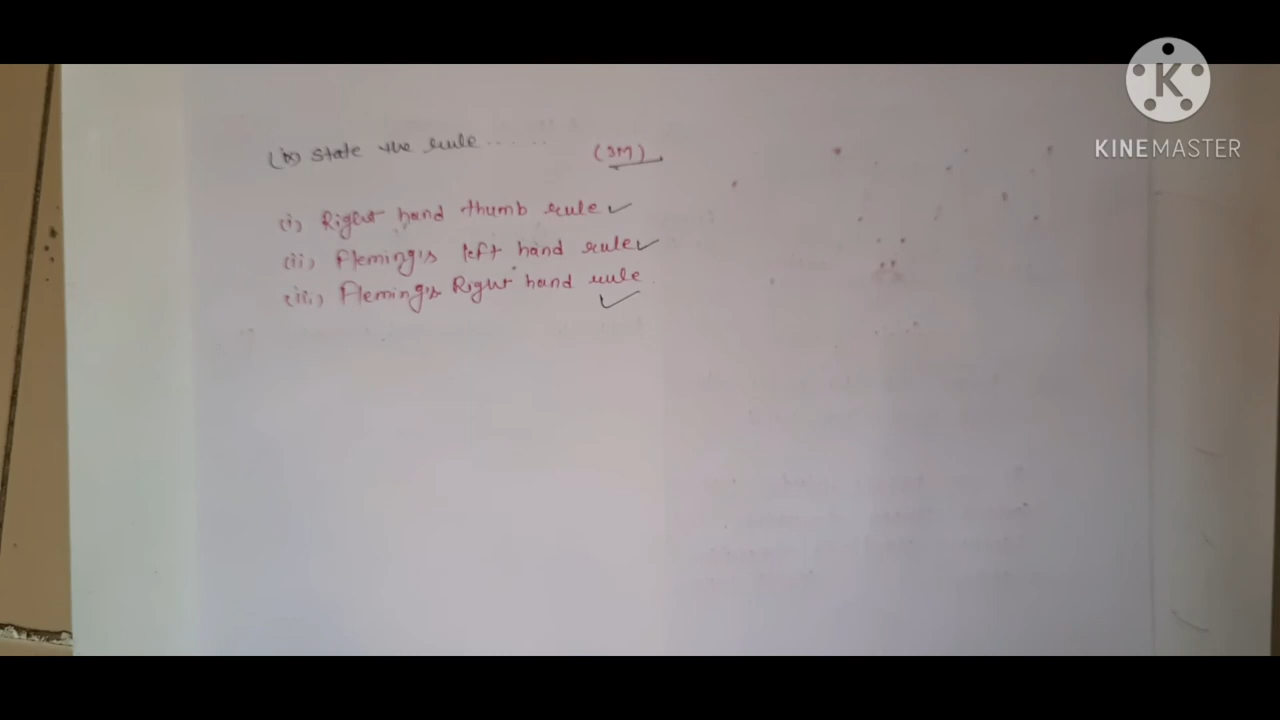 (b) State the rule ......
(3M)
(i) Right hand thumb rule
(ii) Fleming's left hand rule
(iii) Fleming's Right hand rule
K
KINEMASTER